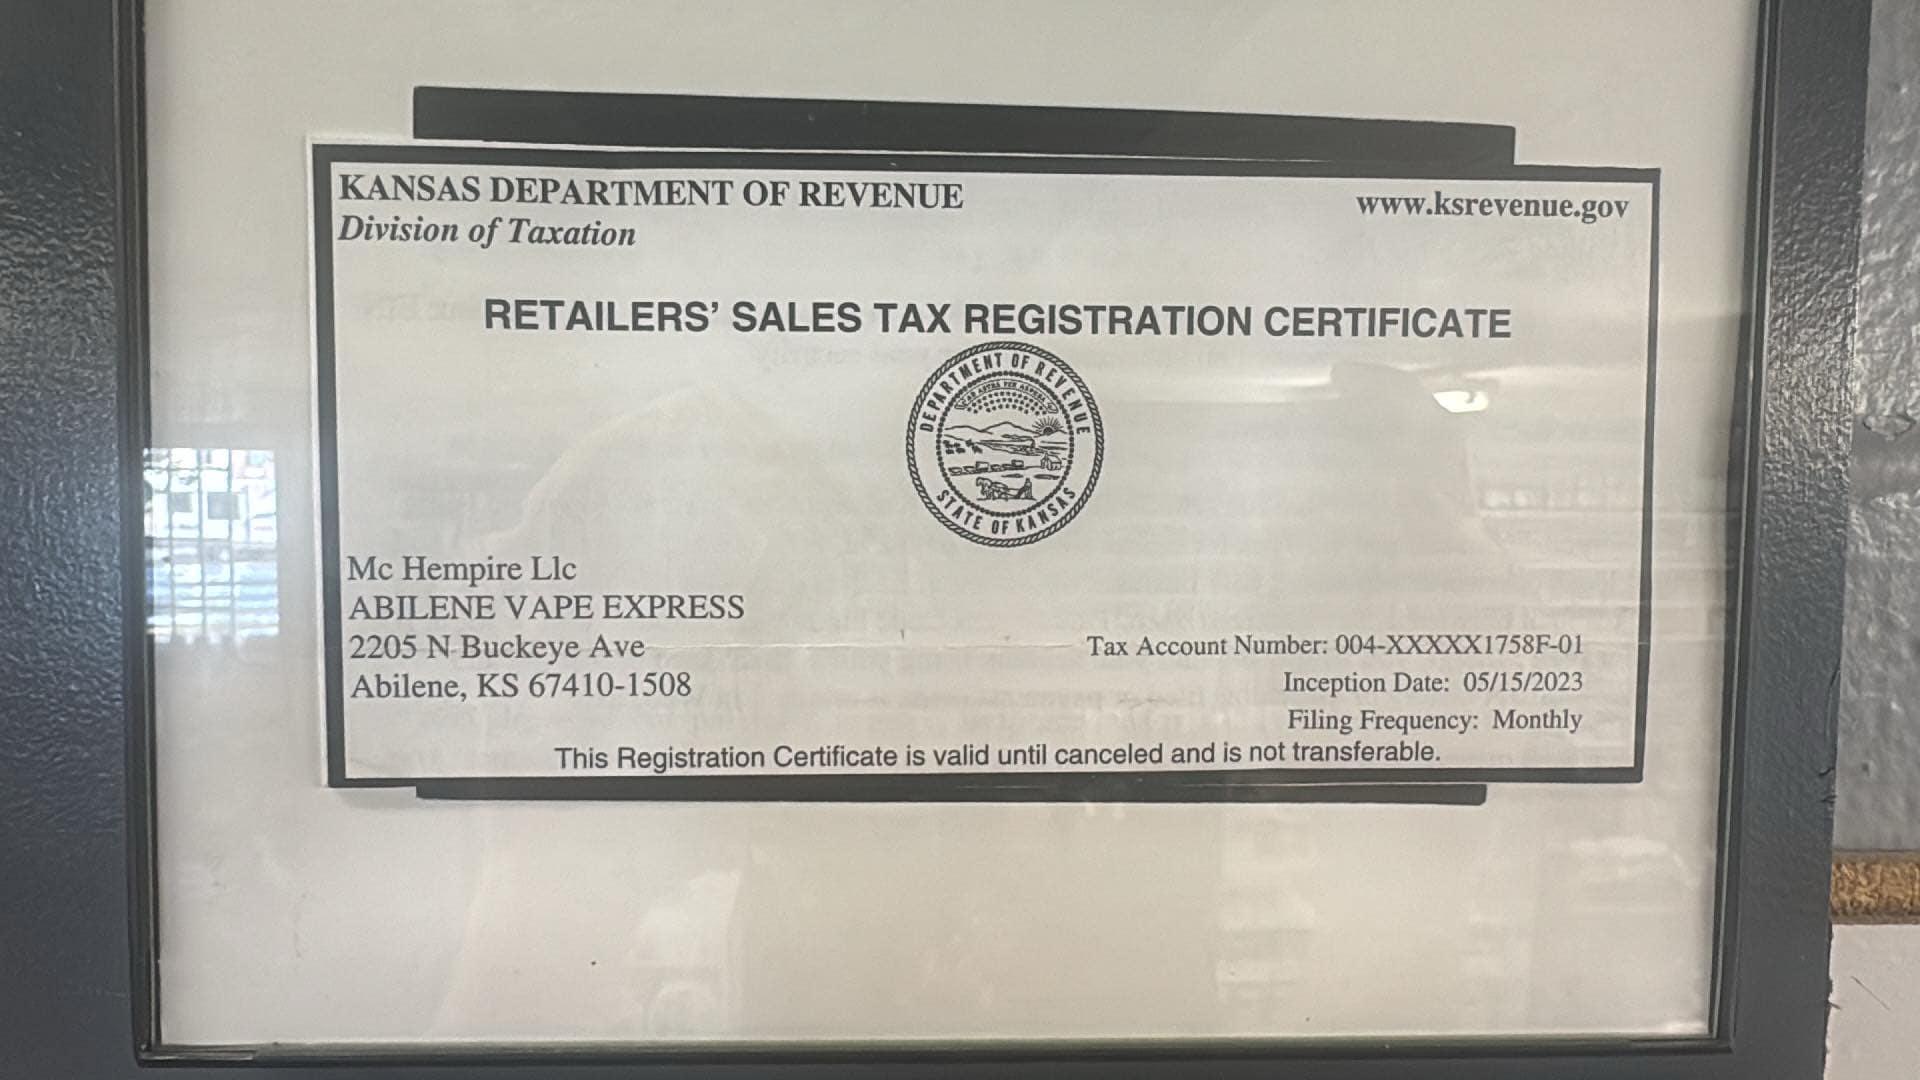 KANSAS DEPARTMENT OF REVENUE
www.ksrevenue.gov
Division of Taxation
RETAILERS' SALES TAX REGISTRATION CERTIFICATE
DEPARTMENT OF REVENUE
STATE OF KANSAS
Mc Hempire Llc
ABILENE VAPE EXPRESS
2205 N Buckeye Ave
Abilene, KS 67410-1508
Tax Account Number: 004-XXXXX1758F-01
Inception Date: 05/15/2023
Filing Frequency: Monthly
This Registration Certificate is valid until canceled and is not transferable.